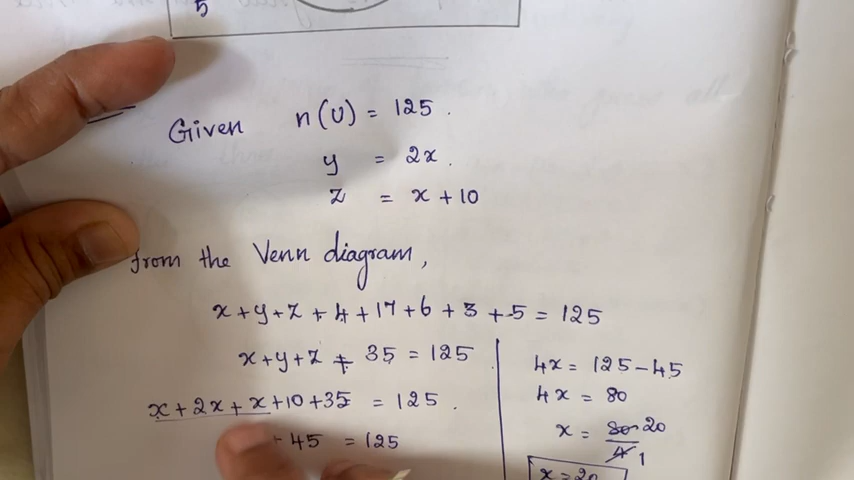 5
Given n(U) = 125.
y = 2x.
z = x + 10
from the Venn diagram,
x + y + z + 4 + 17 + 6 + 3 + 5 = 125
x + y + z + 35 = 125
x + 2x + x + 10 + 35 = 125.
+ 45 = 125
4x = 125 - 45
4x = 80
x = 80 20
4 1
x = 20